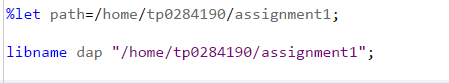 %let path=/home/tp0284190/assignment1;
libname dap "/home/tp0284190/assignment1";